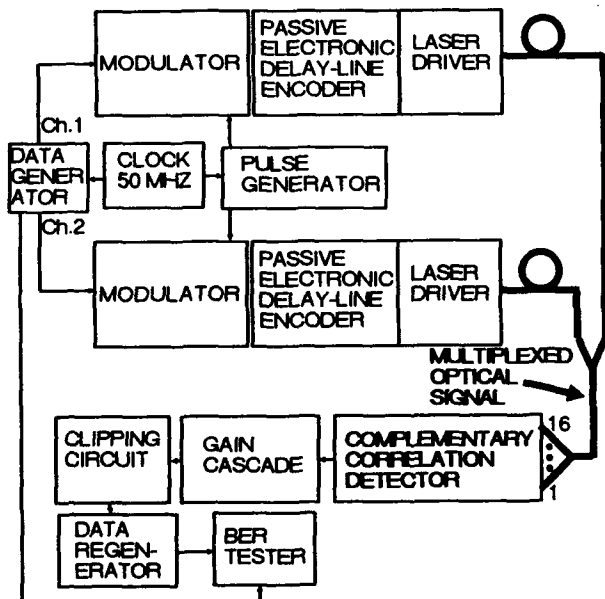 MODULATOR
PASSIVE
ELECTRONIC
DELAY-LINE
ENCODER
LASER
DRIVER
Ch.1
DATA
GENER
ATOR
CLOCK
50 MHZ
PULSE
GENERATOR
Ch.2
MODULATOR
PASSIVE
ELECTRONIC
DELAY-LINE
ENCODER
LASER
DRIVER
MULTIPLEXED
OPTICAL
SIGNAL
CLIPPING
CIRCUIT
GAIN
CASCADE
COMPLEMENTARY
CORRELATION
DETECTOR
16
1
DATA
REGEN-
ERATOR
BER
TESTER